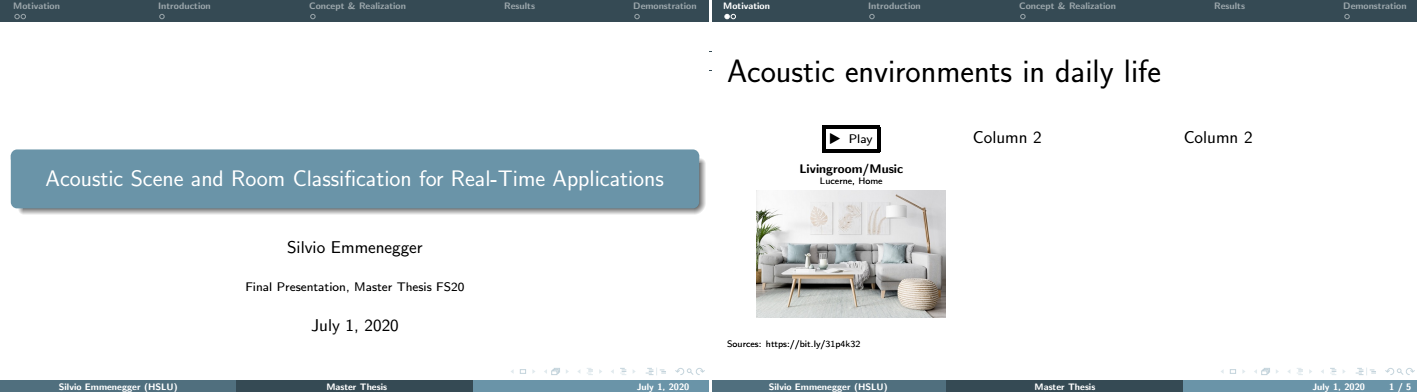 Motivation Introduction Concept & Realization Results Demonstration
Acoustic Scene and Room Classification for Real-Time Applications
Silvio Emmenegger
Final Presentation, Master Thesis FS20
July 1, 2020
Silvio Emmenegger (HSLU) Master Thesis July 1, 2020
Motivation Introduction Concept & Realization Results Demonstration
Acoustic environments in daily life
Play
Livingroom/Music
Lucerne, Home
Column 2
Column 2
Sources: https://bit.ly/31p4k32
Silvio Emmenegger (HSLU) Master Thesis July 1, 2020 1 / 5